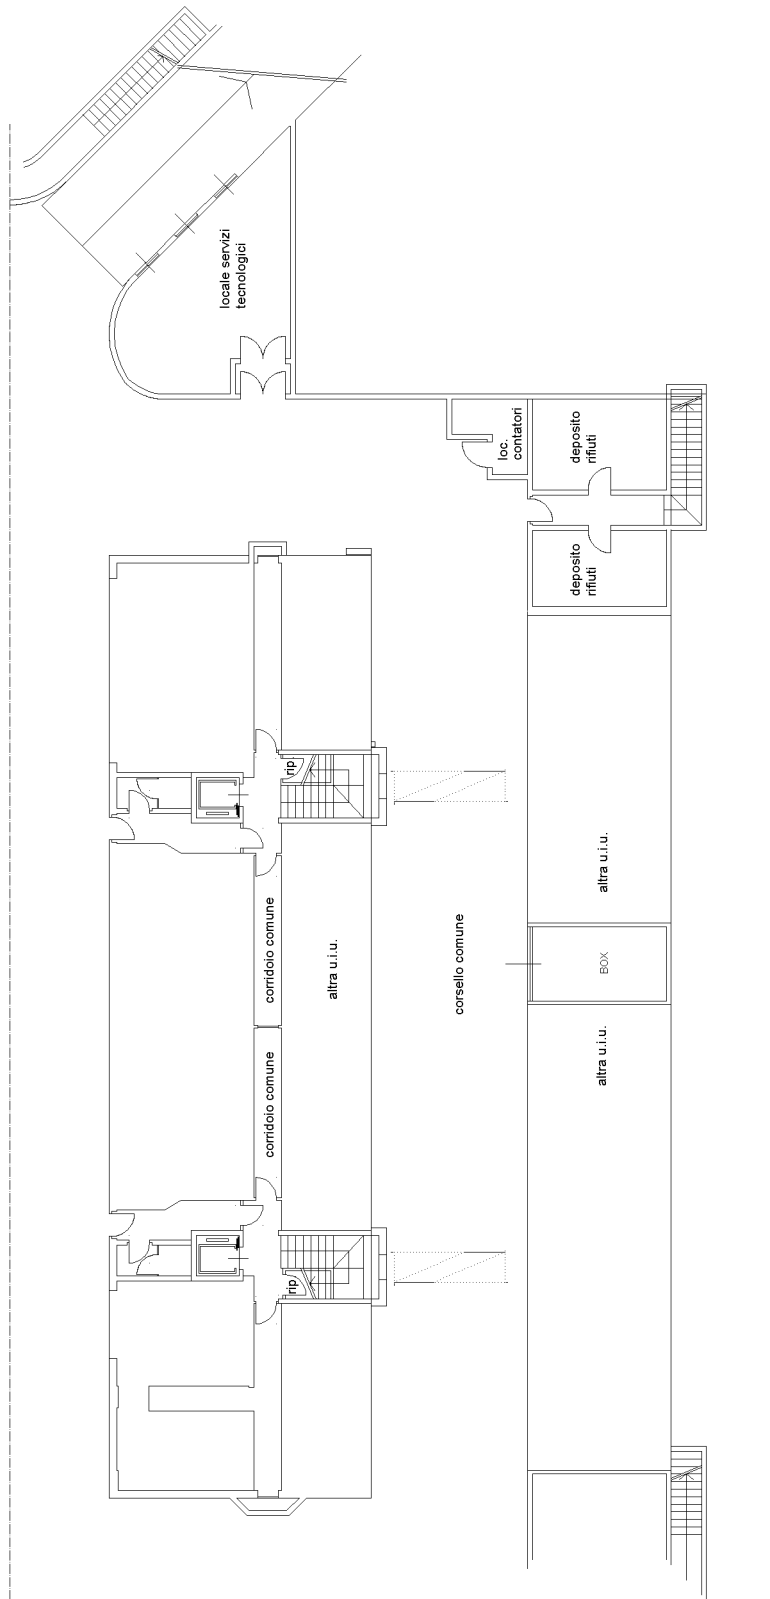 locale servizi
tecnologici
loc.
contatori
deposito
rifiuti
deposito
rifiuti
rip
altra u.i.u.
corridoio comune
altra u.i.u.
corsello comune
BOX
corridoio comune
altra u.i.u.
rip